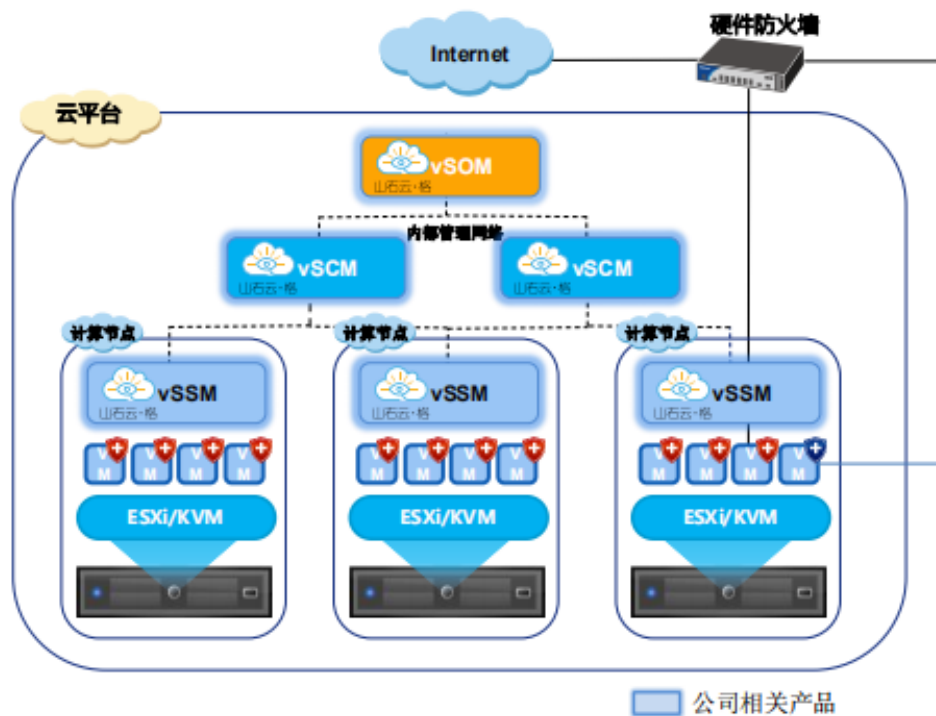 硬件防火墙
Internet
云平台
vSOM
山石云·格
内部管理网络
vSCM
山石云·格
vSCM
山石云·格
计算节点
计算节点
计算节点
vSSM
山石云·格
vSSM
山石云·格
vSSM
山石云·格
VM
VM
VM
VM
VM
VM
VM
VM
VM
VM
VM
VM
ESXi/KVM
ESXi/KVM
ESXi/KVM
公司相关产品